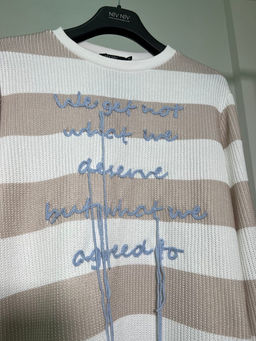 NIV NIV
We get not
what we
deserve
but what we
agreed to